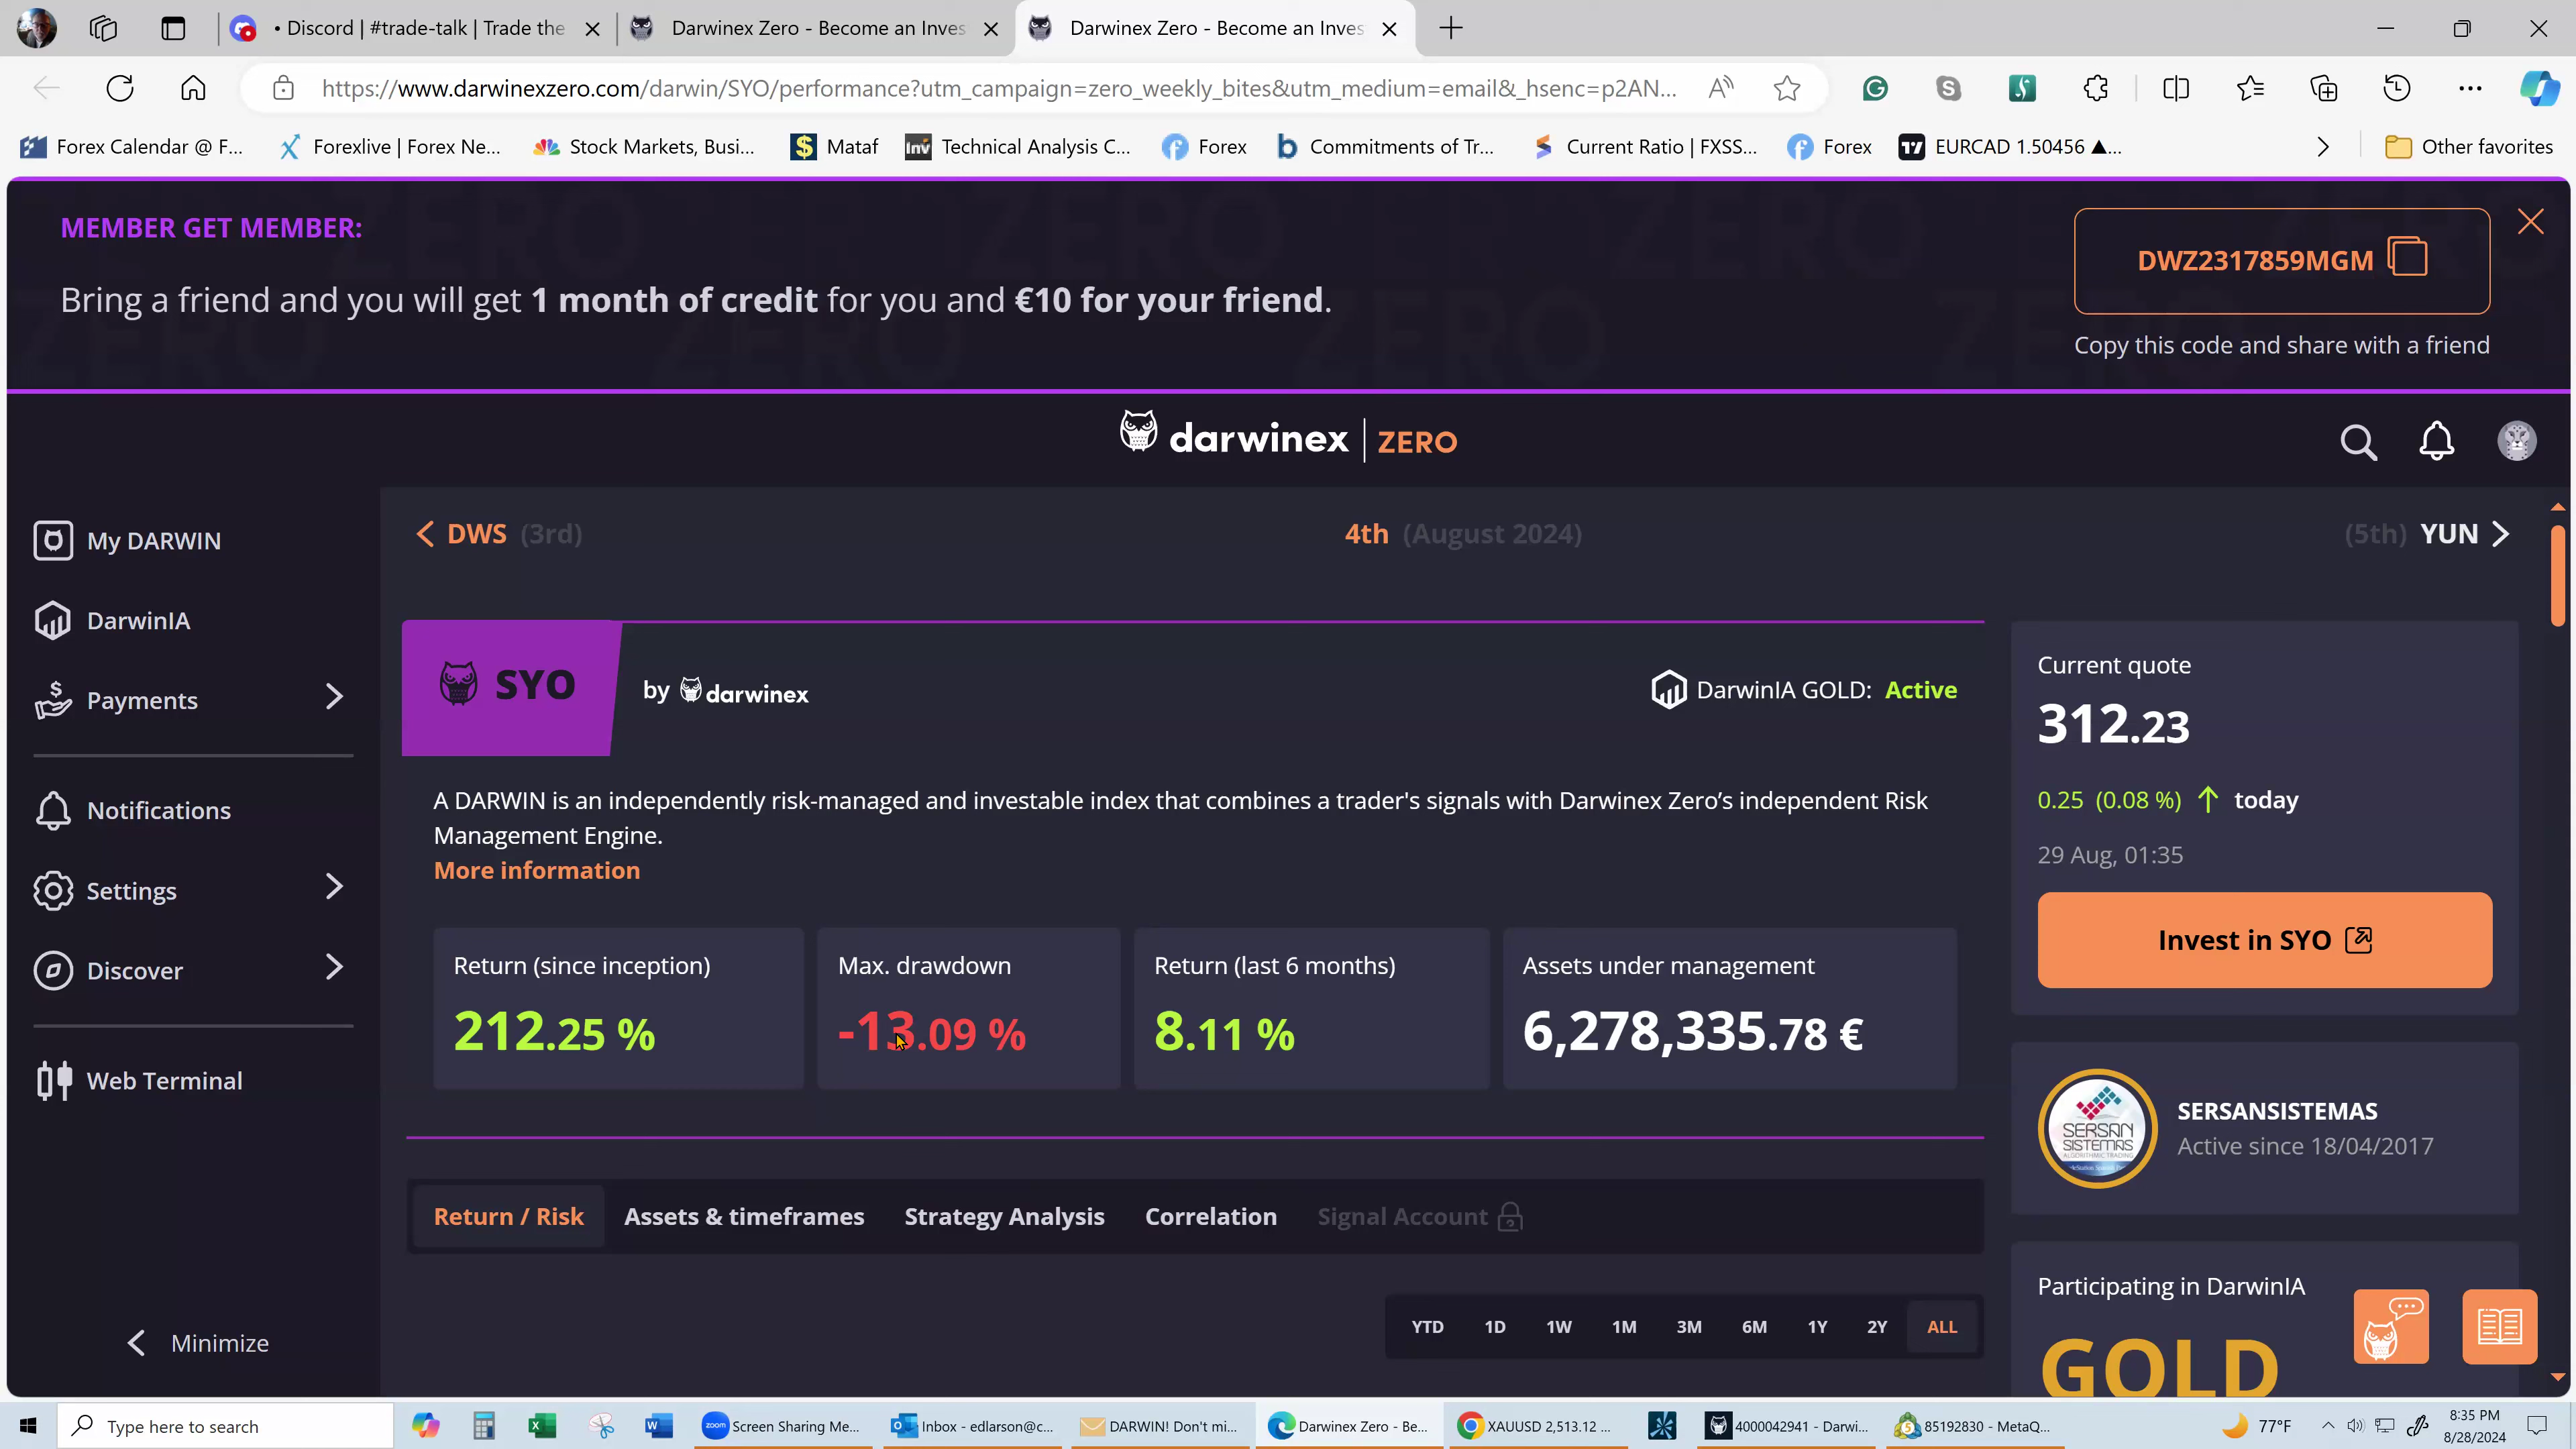 • Discord | #trade-talk | Trade the
Darwinex Zero - Become an Inves
Darwinex Zero - Become an Inves
https://www.darwinexzero.com/darwin/SYO/performance?utm_campaign=zero_weekly_bites&utm_medium=email&_hsenc=p2AN...
Forex Calendar @ F...
Forexlive | Forex Ne...
Stock Markets, Busi...
Mataf
Technical Analysis C...
Forex
Commitments of Tr...
Current Ratio | FXSS...
Forex
EURCAD 1.50456 ▲...
Other favorites
MEMBER GET MEMBER:
Bring a friend and you will get 1 month of credit for you and €10 for your friend.
DWZ2317859MGM
Copy this code and share with a friend
darwinex | ZERO
My DARWIN
DarwinIA
Payments
Notifications
Settings
Discover
Web Terminal
Minimize
DWS (3rd)
4th (August 2024)
(5th) YUN
SYO
by darwinex
DarwinIA GOLD: Active
A DARWIN is an independently risk-managed and investable index that combines a trader's signals with Darwinex Zero’s independent Risk
Management Engine.
More information
Return (since inception)
212.25 %
Max. drawdown
-13.09 %
Return (last 6 months)
8.11 %
Assets under management
6,278,335.78 €
Return / Risk
Assets & timeframes
Strategy Analysis
Correlation
Signal Account
YTD 1D 1W 1M 3M 6M 1Y 2Y ALL
Current quote
312.23
0.25 (0.08 %) ↑ today
29 Aug, 01:35
Invest in SYO
SERSAN
SISTEMAS
SERSANSISTEMAS
Active since 18/04/2017
Participating in DarwinIA
GOLD
Type here to search
zoom
Screen Sharing Me...
Inbox - edlarson@c...
DARWIN! Don't mi...
Darwinex Zero - Be...
XAUUSD 2,513.12 ...
4000042941 - Darwi...
85192830 - MetaQ...
77°F
8:35 PM
8/28/2024